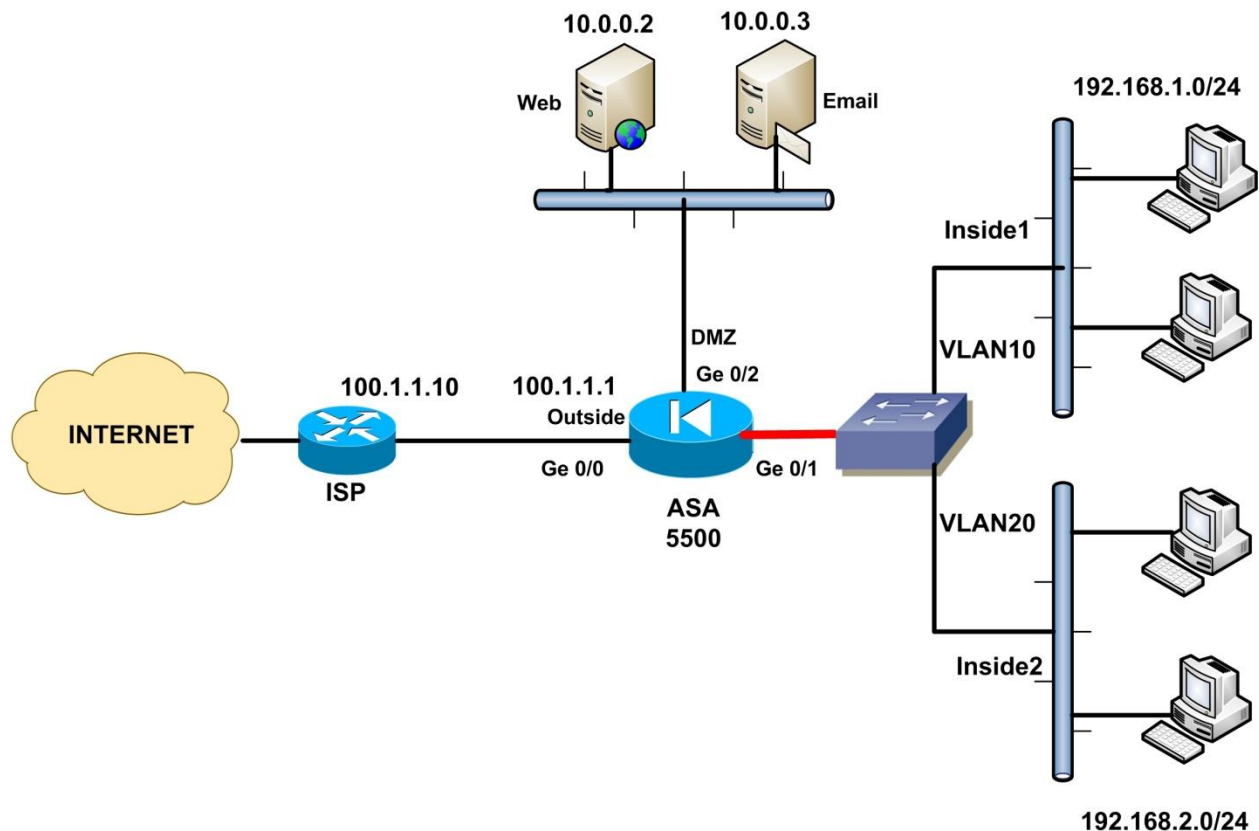 10.0.0.2
10.0.0.3
Web
Email
192.168.1.0/24
Inside1
DMZ
VLAN10
Ge 0/2
100.1.1.10
100.1.1.1
Outside
INTERNET
Ge 0/0
Ge 0/1
ISP
ASA
5500
VLAN20
Inside2
192.168.2.0/24